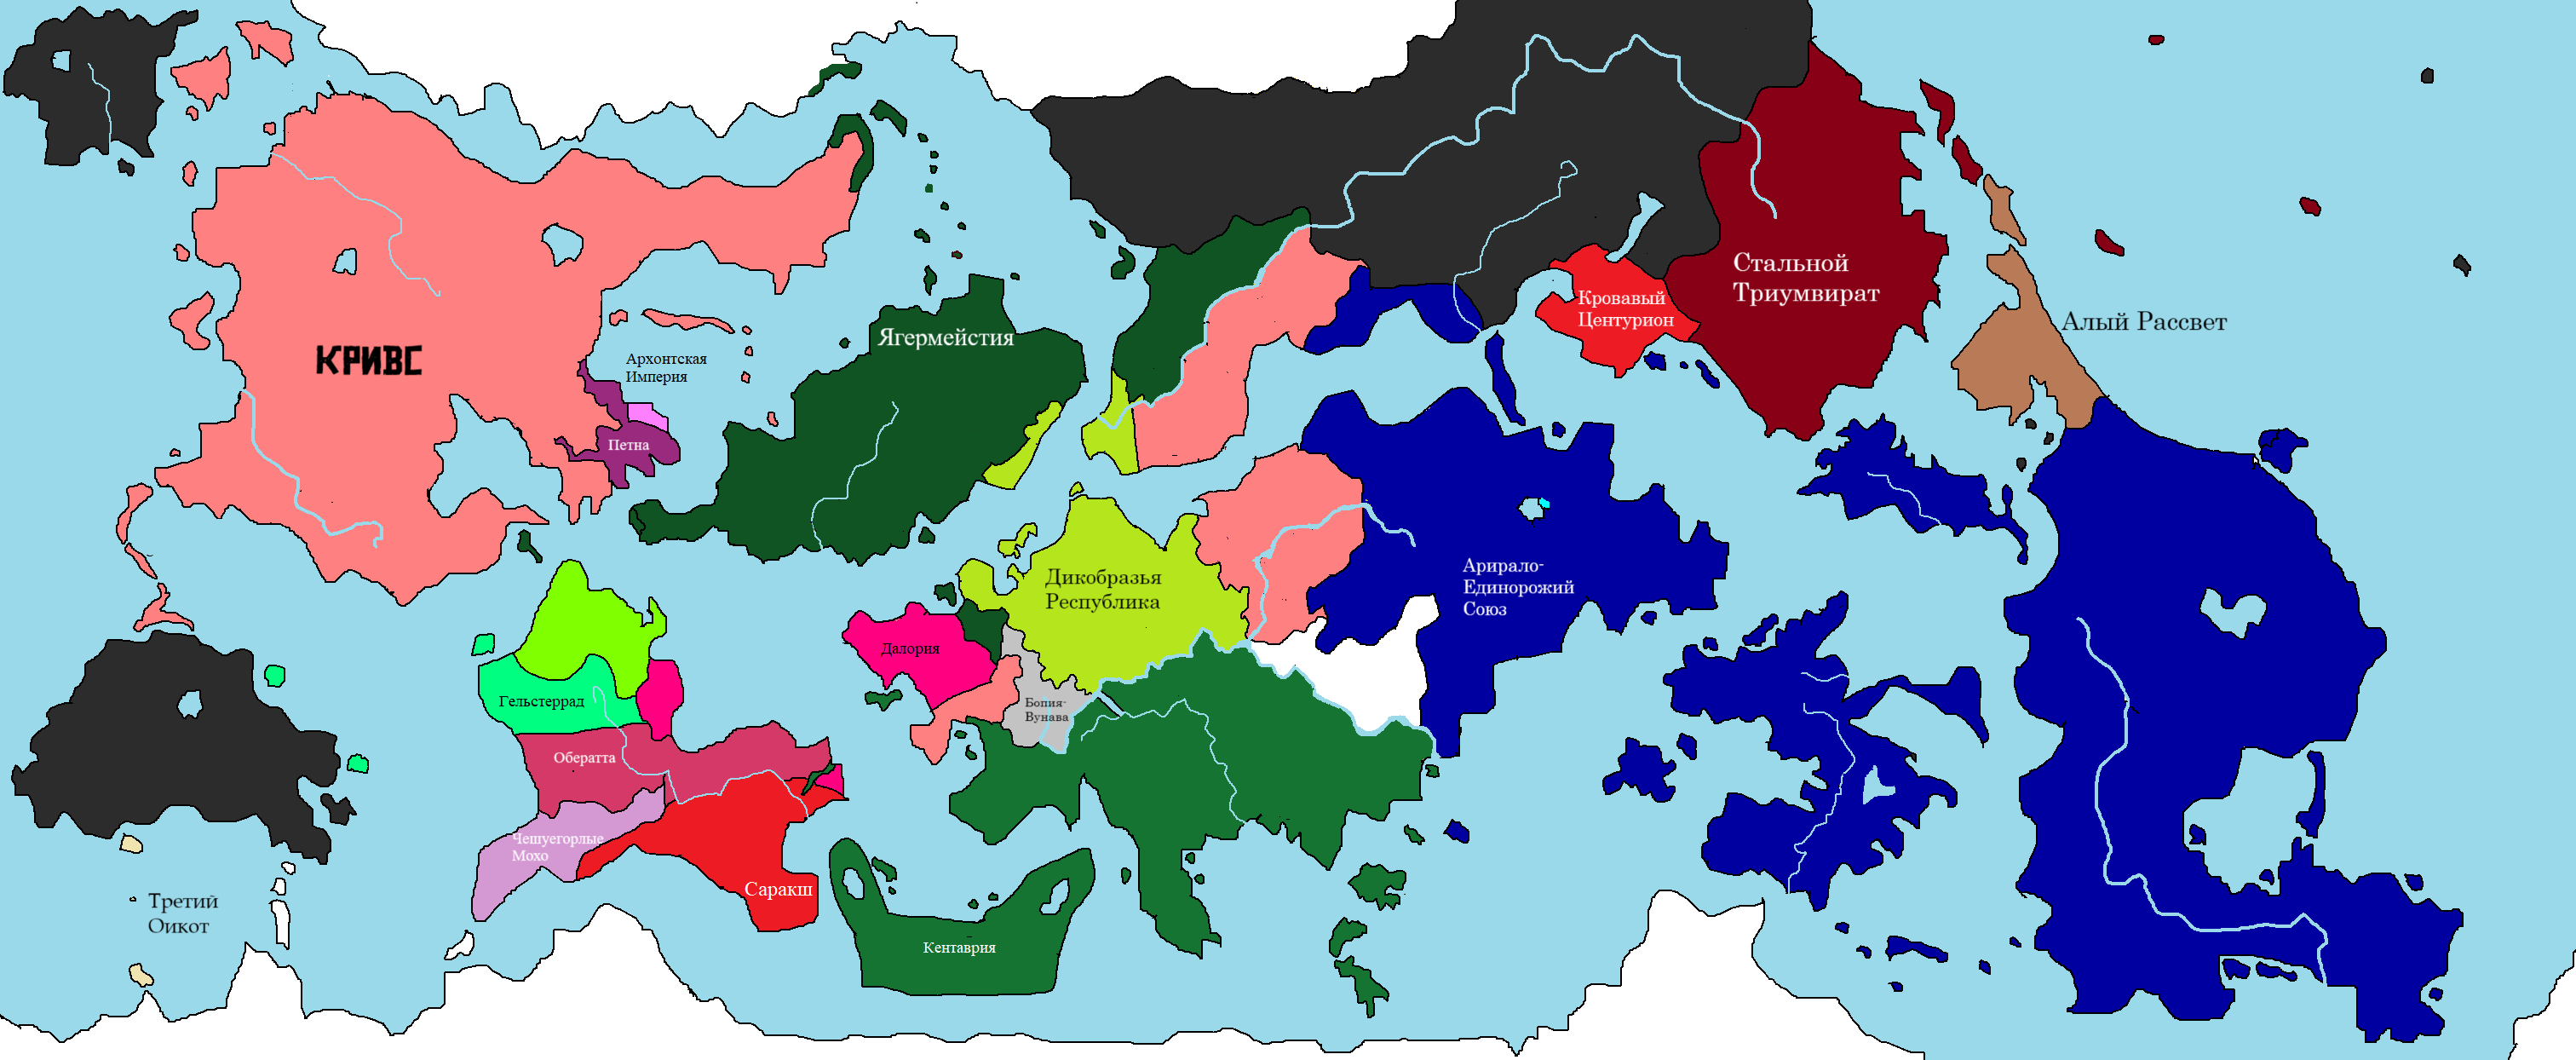 Стальной
Триумвират
Кровавый
Центурион
Алый Рассвет
Ягермейстия
КРИВС
Архонтская
Империя
Петна
Арирало-
Единорожий
Союз
Дикобразья
Республика
Далория
Гельстеррад
Бопия-
Вунава
Обератта
Чешуегорлые
Мохо
Саракш
Третий
Оикот
Кентаврия